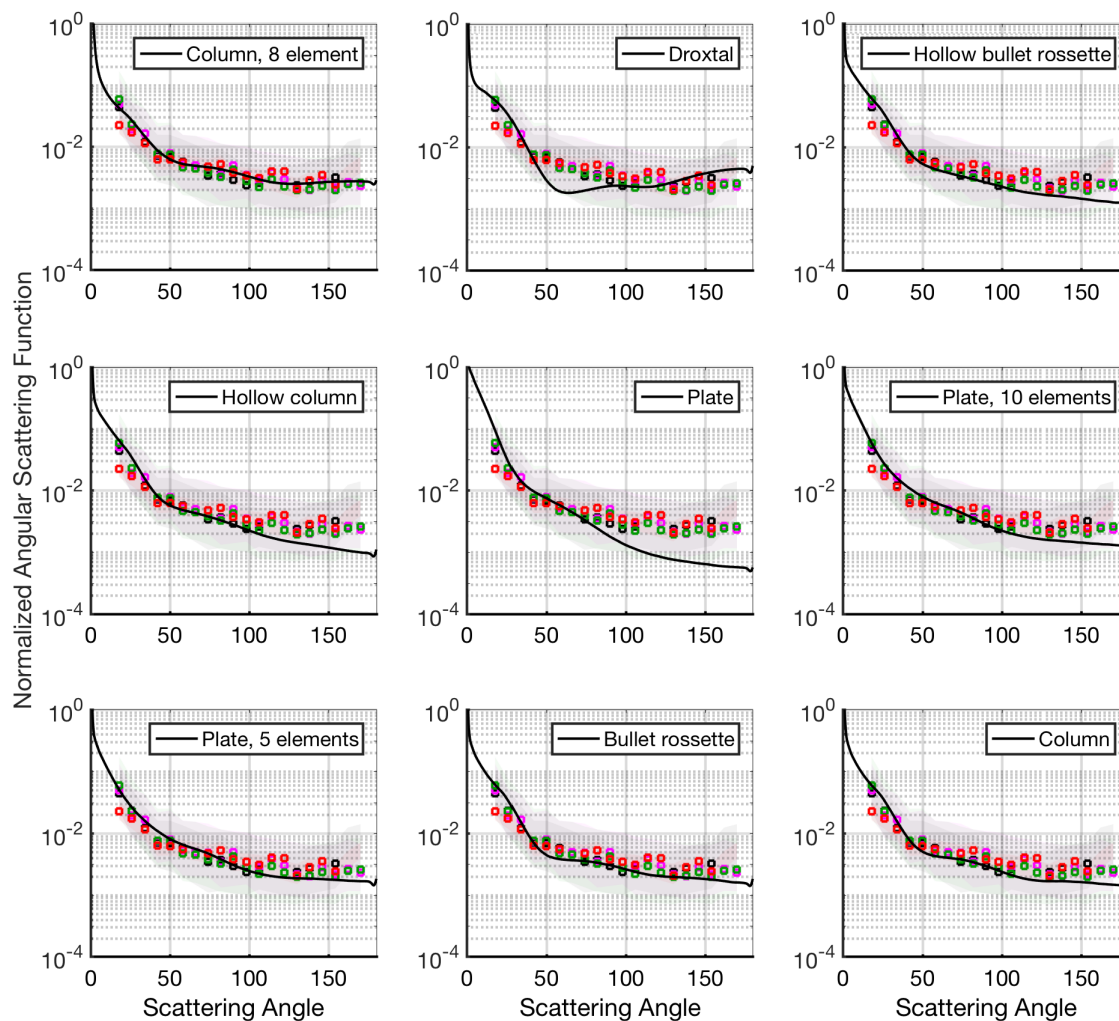 Normalized Angular Scattering Function
10^0
10^-2
10^-4
0 50 100 150
Column, 8 element
10^0
10^-2
10^-4
0 50 100 150
Droxtal
10^0
10^-2
10^-4
0 50 100 150
Hollow bullet rossette
10^0
10^-2
10^-4
0 50 100 150
Hollow column
10^0
10^-2
10^-4
0 50 100 150
Plate
10^0
10^-2
10^-4
0 50 100 150
Plate, 10 elements
10^0
10^-2
10^-4
0 50 100 150
Plate, 5 elements
Scattering Angle
10^0
10^-2
10^-4
0 50 100 150
Bullet rossette
Scattering Angle
10^0
10^-2
10^-4
0 50 100 150
Column
Scattering Angle